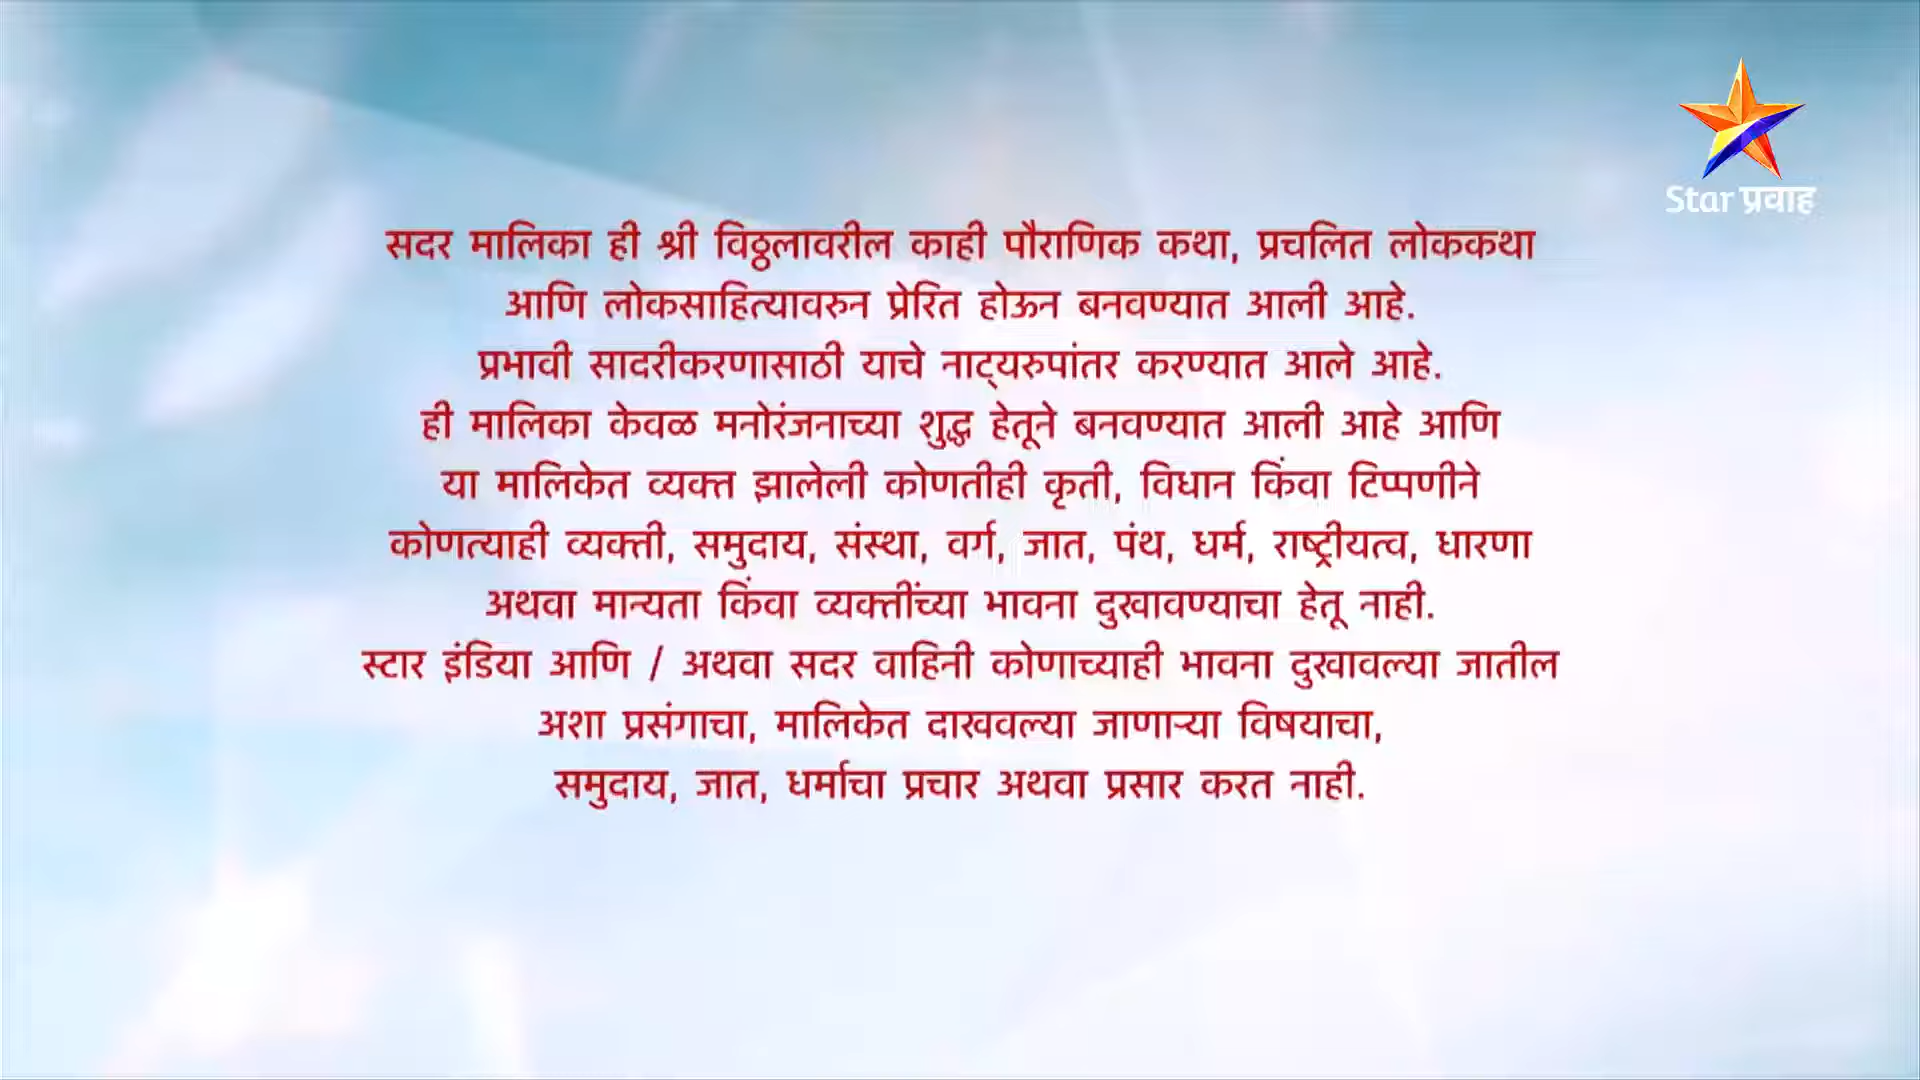 Star प्रवाह
सदर मालिका ही श्री विठ्ठलावरील काही पौराणिक कथा, प्रचलित लोककथा
आणि लोकसाहित्यावरुन प्रेरित होऊन बनवण्यात आली आहे.
प्रभावी सादरीकरणासाठी याचे नाट्यरुपांतर करण्यात आले आहे.
ही मालिका केवळ मनोरंजनाच्या शुद्ध हेतूने बनवण्यात आली आहे आणि
या मालिकेत व्यक्त झालेली कोणतीही कृती, विधान किंवा टिप्पणीने
कोणत्याही व्यक्ती, समुदाय, संस्था, वर्ग, जात, पंथ, धर्म, राष्ट्रीयत्व, धारणा
अथवा मान्यता किंवा व्यक्तींच्या भावना दुखावण्याचा हेतू नाही.
स्टार इंडिया आणि / अथवा सदर वाहिनी कोणाच्याही भावना दुखावल्या जातील
अशा प्रसंगाचा, मालिकेत दाखवल्या जाणाऱ्या विषयाचा,
समुदाय, जात, धर्माचा प्रचार अथवा प्रसार करत नाही.